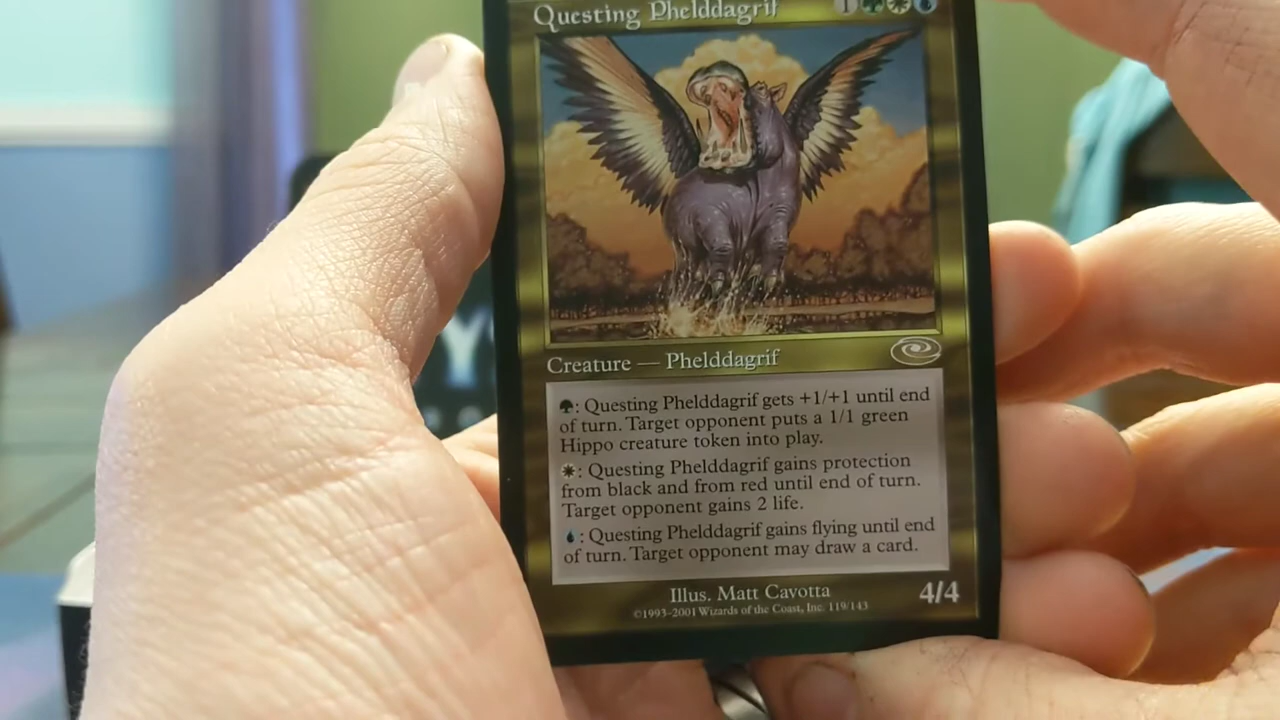 Questing Phelddagrif 1
Creature — Phelddagrif
: Questing Phelddagrif gets +1/+1 until end
of turn. Target opponent puts a 1/1 green
Hippo creature token into play.
: Questing Phelddagrif gains protection
from black and from red until end of turn.
Target opponent gains 2 life.
: Questing Phelddagrif gains flying until end
of turn. Target opponent may draw a card.
Illus. Matt Cavotta
4/4
©1993-2001 Wizards of the Coast, Inc. 119/143